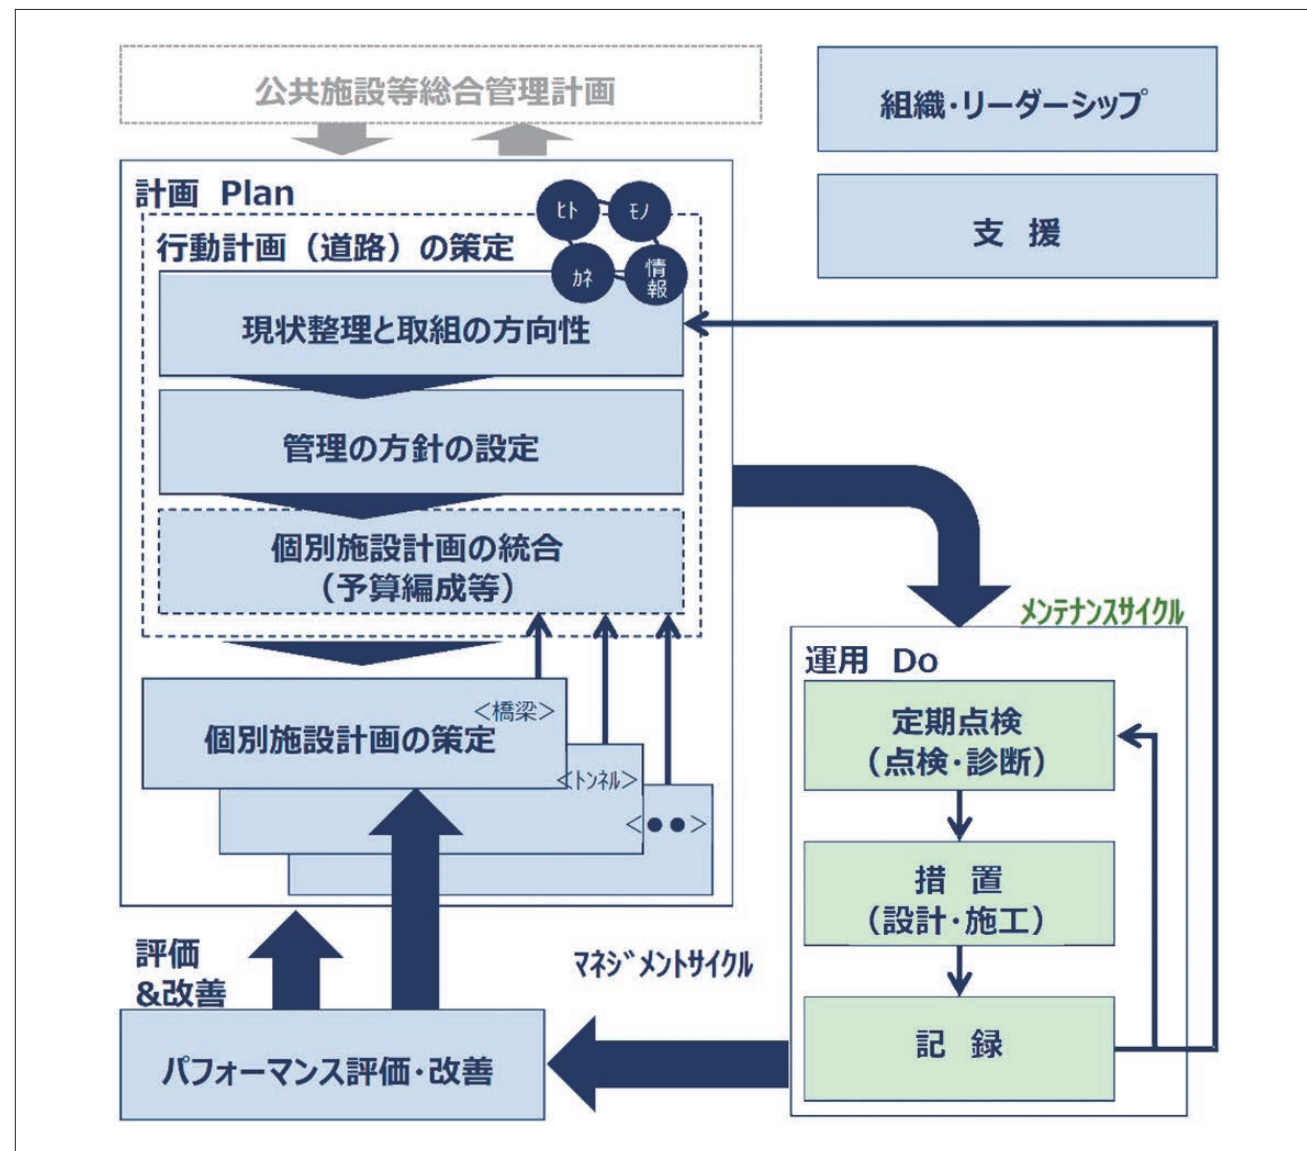 公共施設等総合管理計画
組織・リーダーシップ
支 援
計画 Plan
ﾋﾄ
ﾓﾉ
ｶﾈ
情
報
行動計画（道路）の策定
現状整理と取組の方向性
管理の方針の設定
個別施設計画の統合
（予算編成等）
＜橋梁＞
個別施設計画の策定
＜ﾄﾝﾈﾙ＞
＜●●＞
ﾒﾝﾃﾅﾝｽｻｲｸﾙ
運用 Do
定期点検
（点検・診断）
措 置
（設計・施工）
記 録
評価
&改善
ﾏﾈｼﾞﾒﾝﾄｻｲｸﾙ
パフォーマンス評価・改善